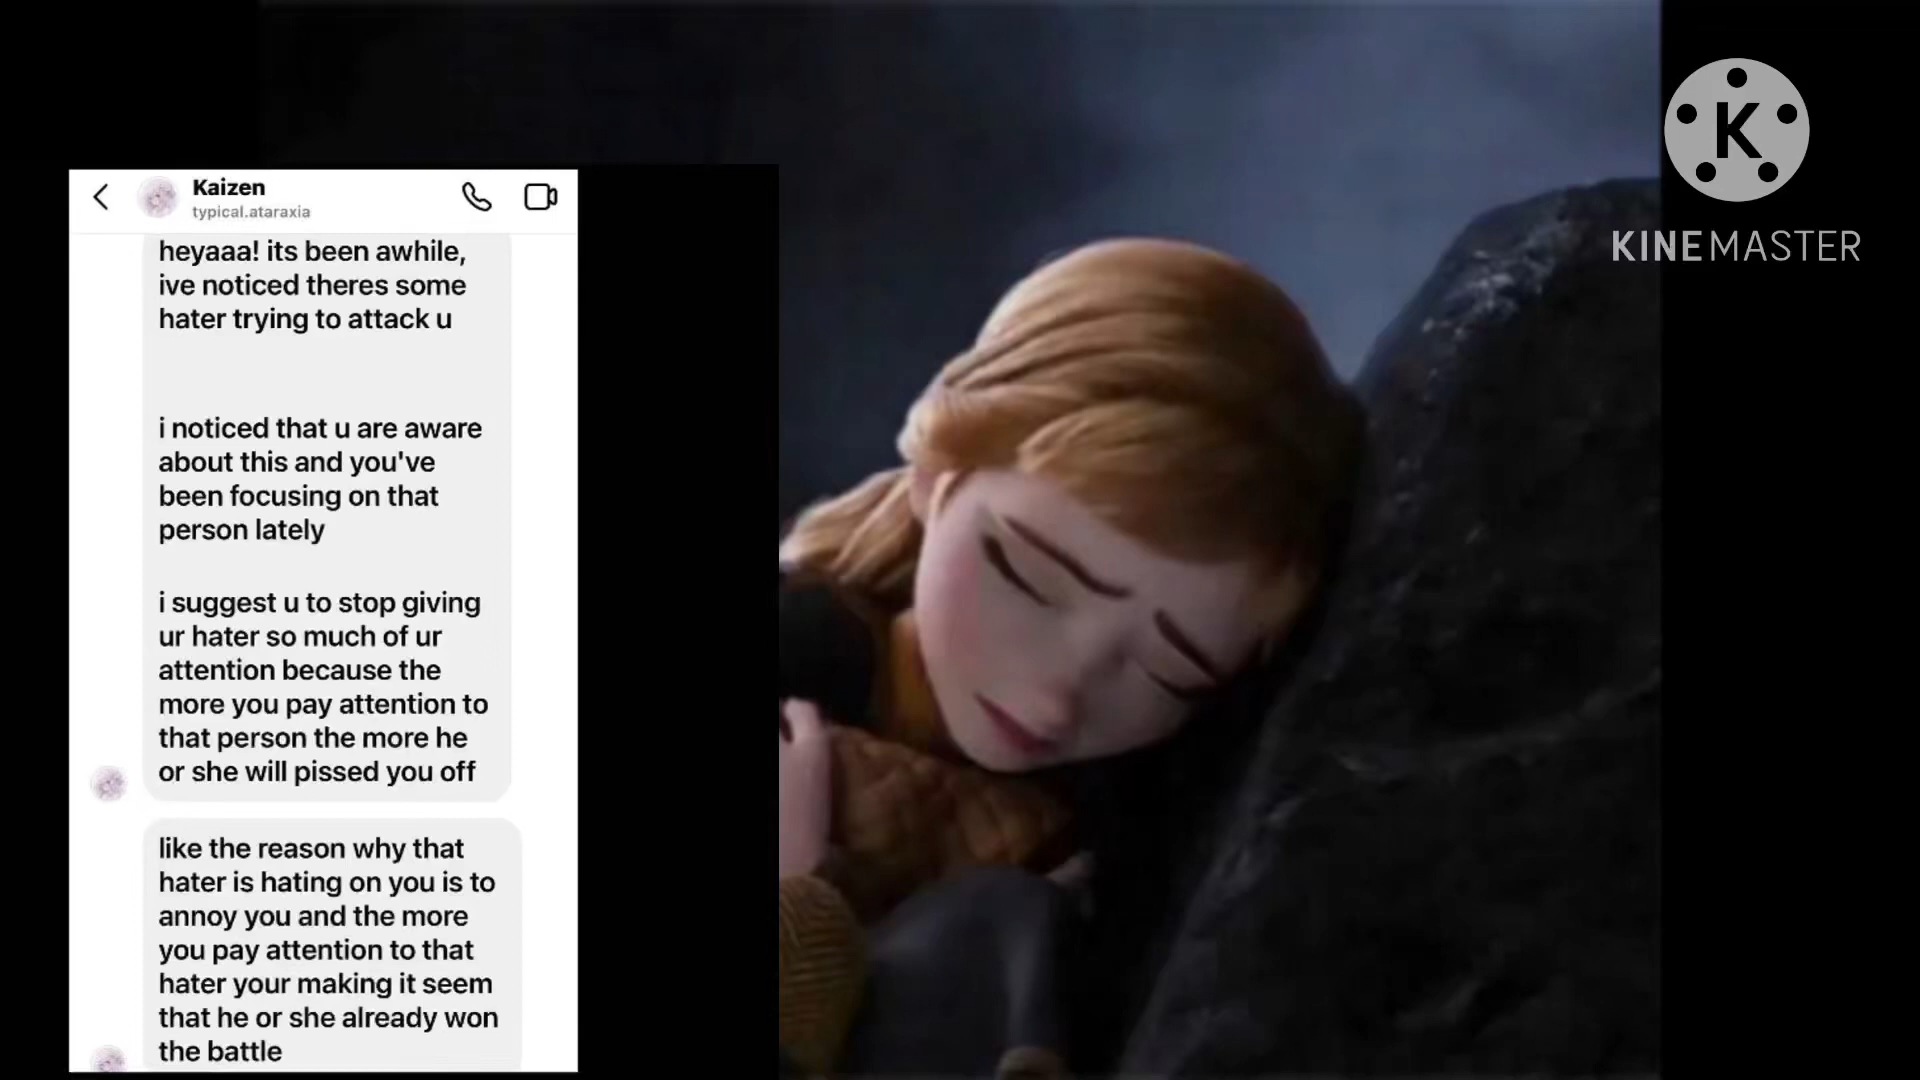 Kaizen
typical.ataraxia
heyaaa! its been awhile,
ive noticed theres some
hater trying to attack u
i noticed that u are aware
about this and you've
been focusing on that
person lately
i suggest u to stop giving
ur hater so much of ur
attention because the
more you pay attention to
that person the more he
or she will pissed you off
like the reason why that
hater is hating on you is to
annoy you and the more
you pay attention to that
hater your making it seem
that he or she already won
the battle
K
KINEMASTER